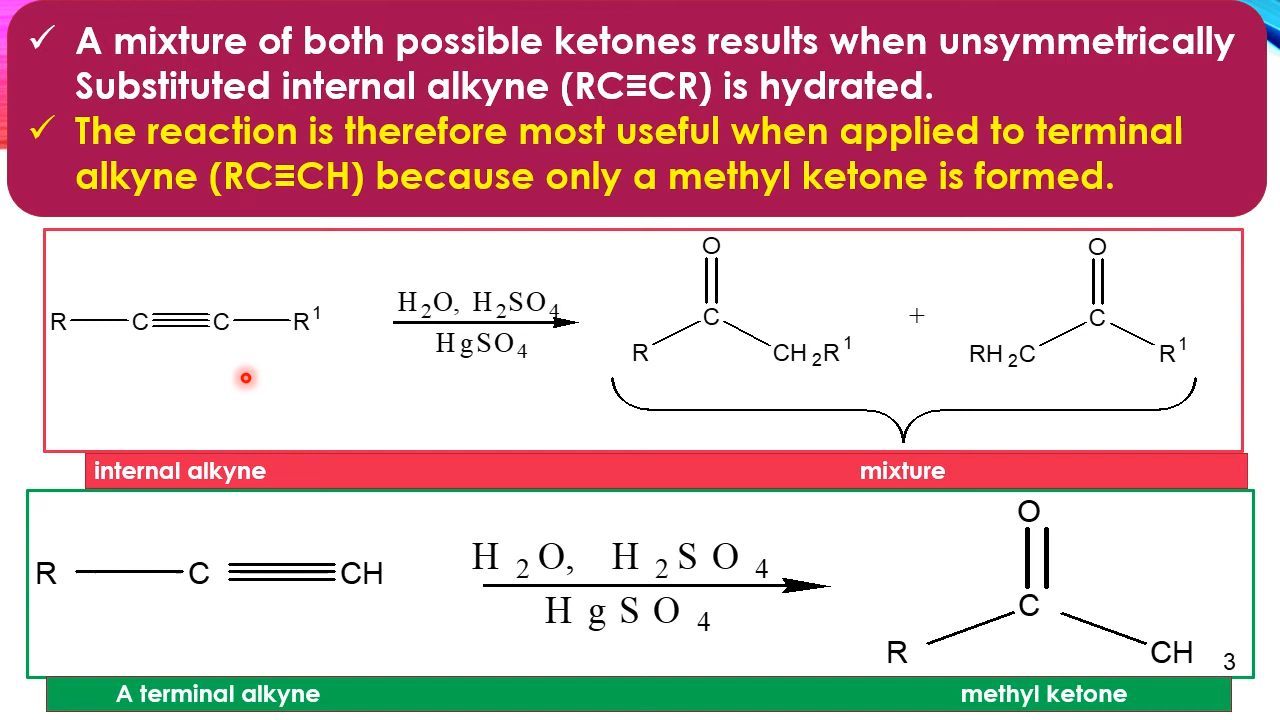 ✓ A mixture of both possible ketones results when unsymmetrically
Substituted internal alkyne (RC≡CR) is hydrated.
✓ The reaction is therefore most useful when applied to terminal
alkyne (RC≡CH) because only a methyl ketone is formed.
O O
R C C R¹ H₂O, H₂SO₄ C + C
HgSO₄ R CH₂R¹ RH₂C R¹
internal alkyne mixture
O
R C CH H₂O, H₂SO₄
HgSO₄ C
R CH₃
A terminal alkyne methyl ketone